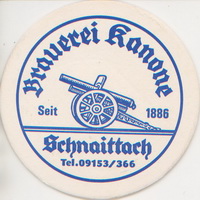 Brauerei Kanone
Seit 1886
Schnaittach
Tel.09153/366